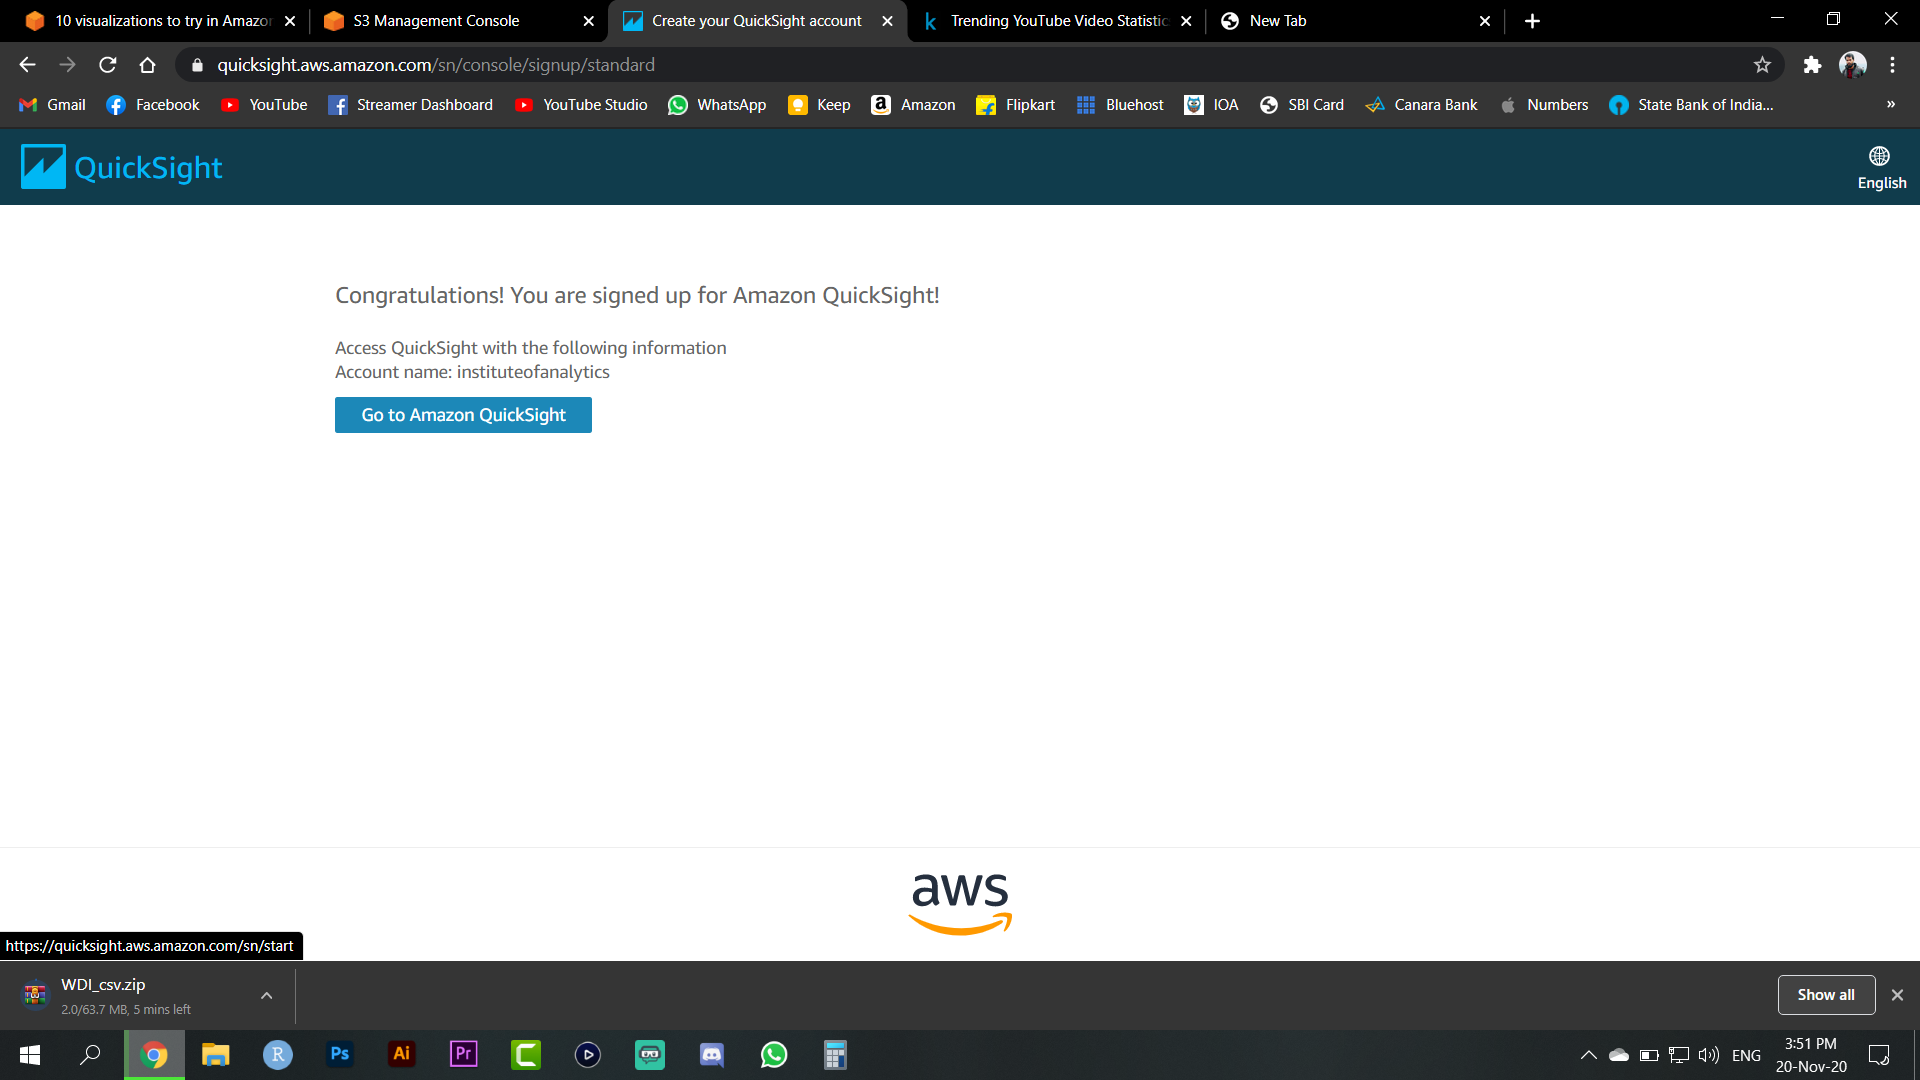 10 visualizations to try in Amazon
S3 Management Console
Create your QuickSight account
Trending YouTube Video Statistic
New Tab
quicksight.aws.amazon.com/sn/console/signup/standard
Gmail
Facebook
YouTube
Streamer Dashboard
YouTube Studio
WhatsApp
Keep
Amazon
Flipkart
Bluehost
IOA
SBI Card
Canara Bank
Numbers
State Bank of India...
»
QuickSight
English
Congratulations! You are signed up for Amazon QuickSight!
Access QuickSight with the following information
Account name: instituteofanalytics
Go to Amazon QuickSight
aws
https://quicksight.aws.amazon.com/sn/start
WDI_csv.zip
2.0/63.7 MB, 5 mins left
Show all
R
Ps
Ai
Pr
C
ENG
3:51 PM
20-Nov-20